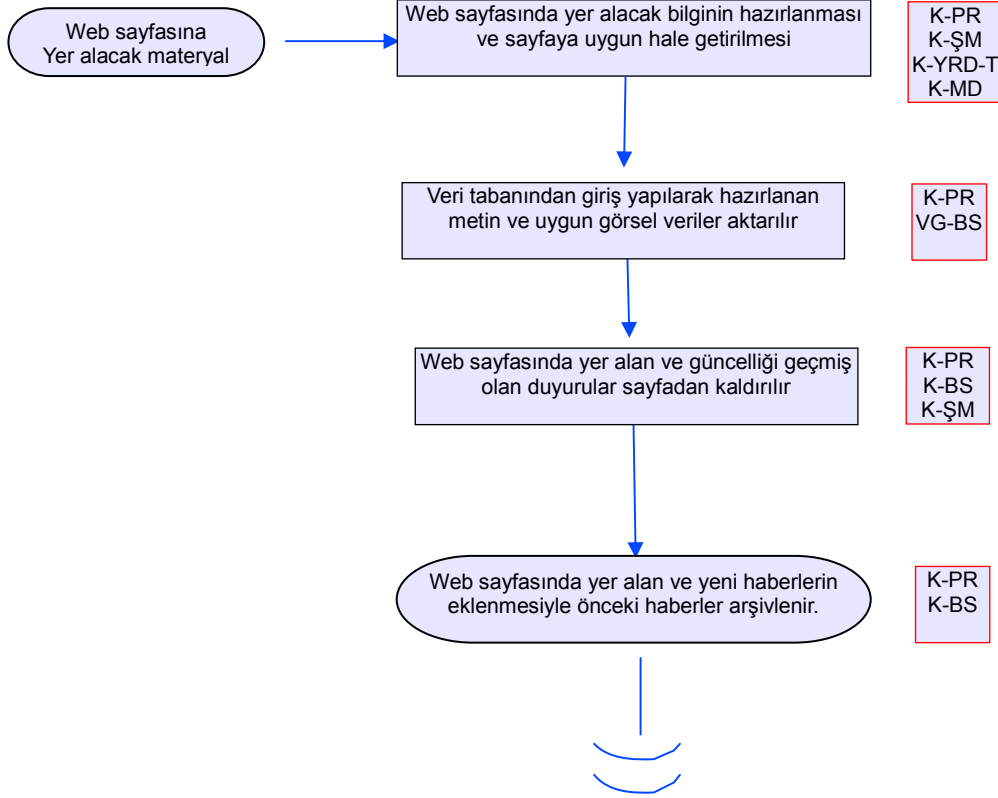 Web sayfasına
Yer alacak materyal
Web sayfasında yer alacak bilginin hazırlanması
ve sayfaya uygun hale getirilmesi
K-PR
K-ŞM
K-YRD-T
K-MD
Veri tabanından giriş yapılarak hazırlanan
metin ve uygun görsel veriler aktarılır
K-PR
VG-BS
Web sayfasında yer alan ve güncelliği geçmiş
olan duyurular sayfadan kaldırılır
K-PR
K-BS
K-ŞM
Web sayfasında yer alan ve yeni haberlerin
eklenmesiyle önceki haberler arşivlenir.
K-PR
K-BS